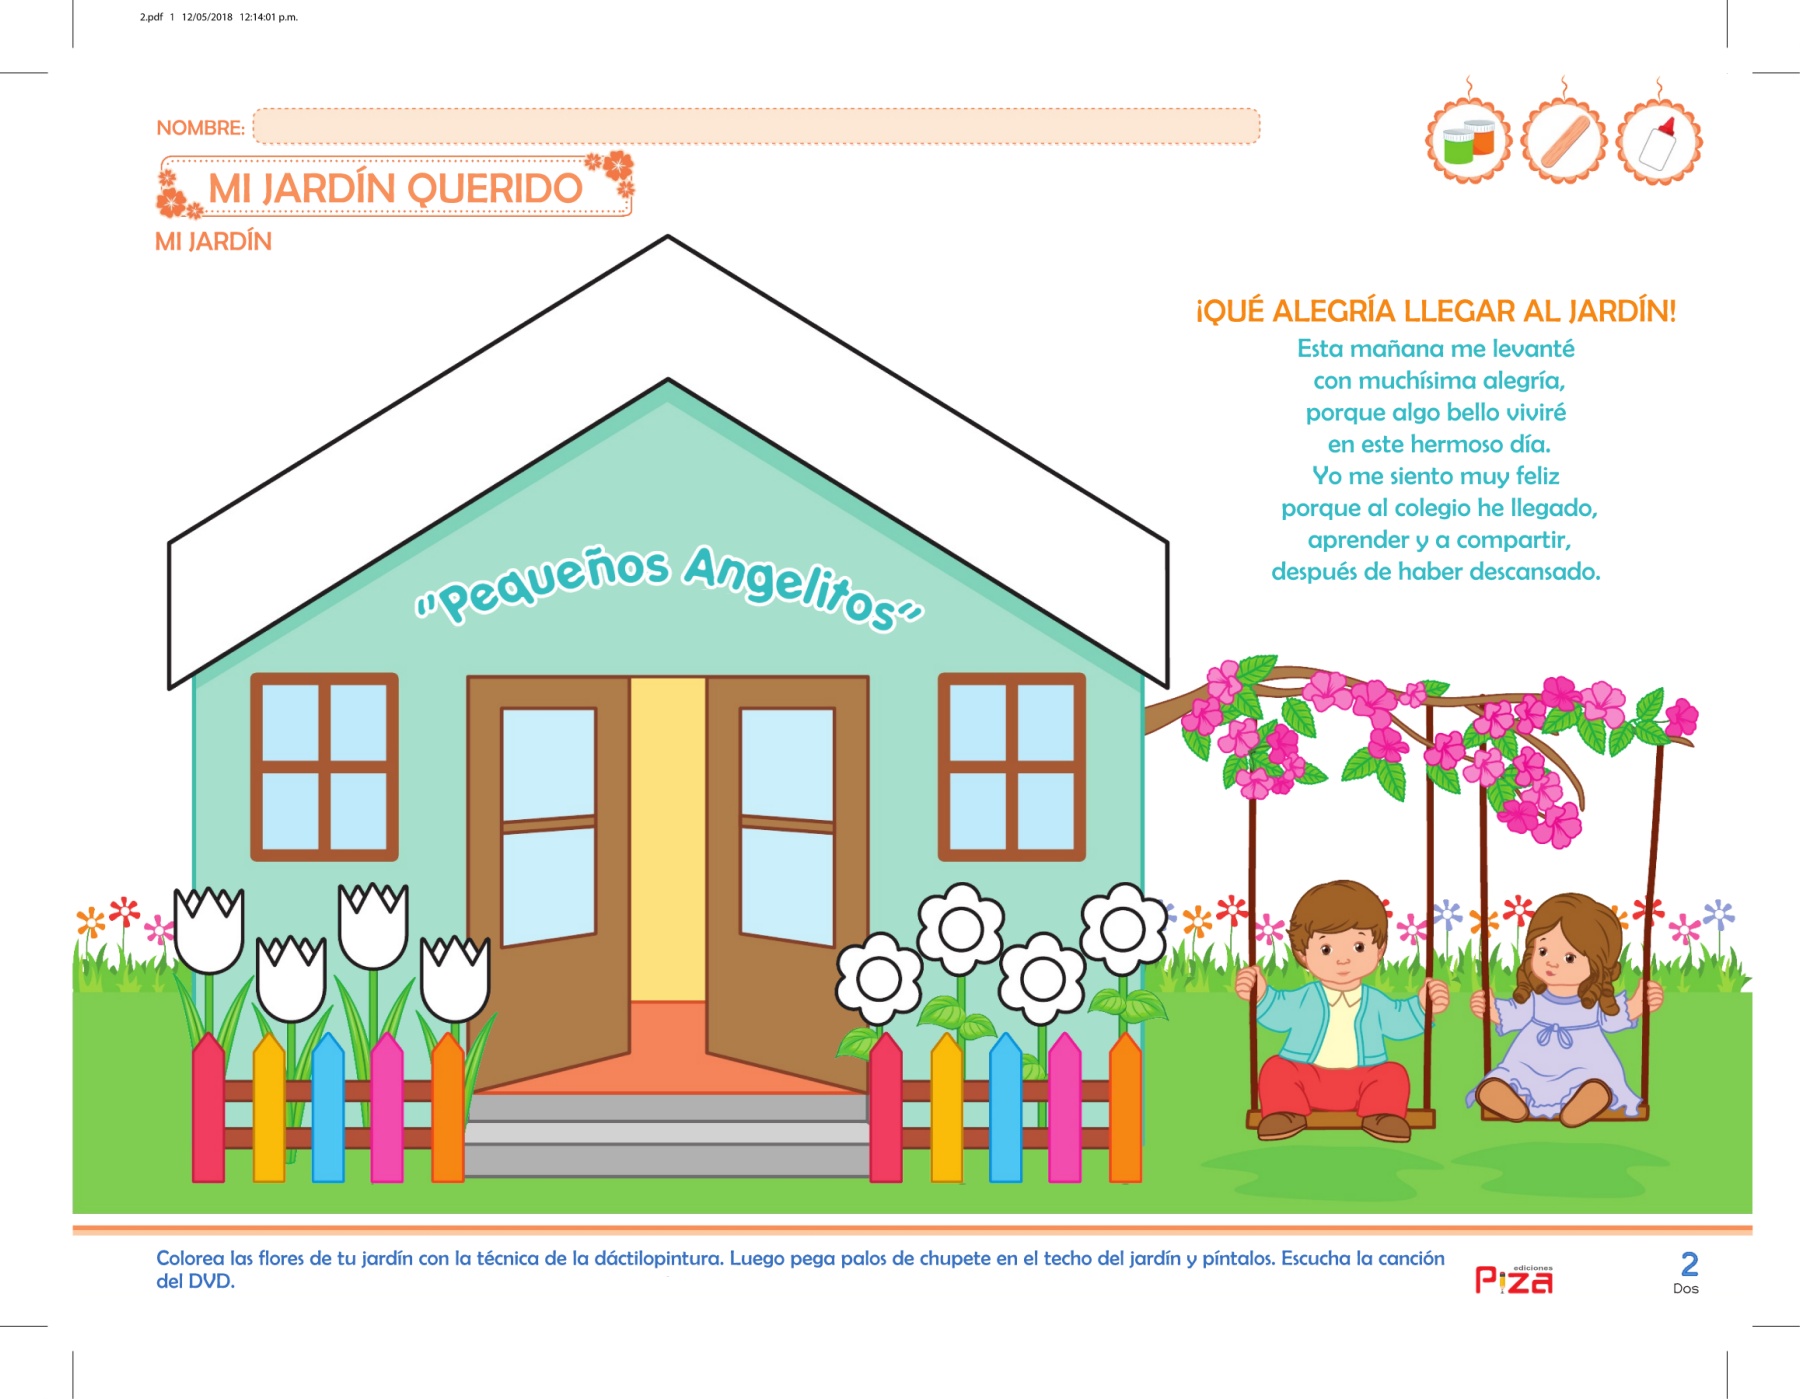 2.pdf 1 12/05/2018 12:14:01 p.m.
NOMBRE:
MI JARDÍN QUERIDO
MI JARDÍN
¡QUÉ ALEGRÍA LLEGAR AL JARDÍN!
Esta mañana me levanté
con muchísima alegría,
porque algo bello viviré
en este hermoso día.
Yo me siento muy feliz
porque al colegio he llegado,
aprender y a compartir,
después de haber descansado.
"Pequeños Angelitos"
Colorea las flores de tu jardín con la técnica de la dáctilopintura. Luego pega palos de chupete en el techo del jardín y píntalos. Escucha la canción
del DVD.
ediciones
Piza
2
Dos